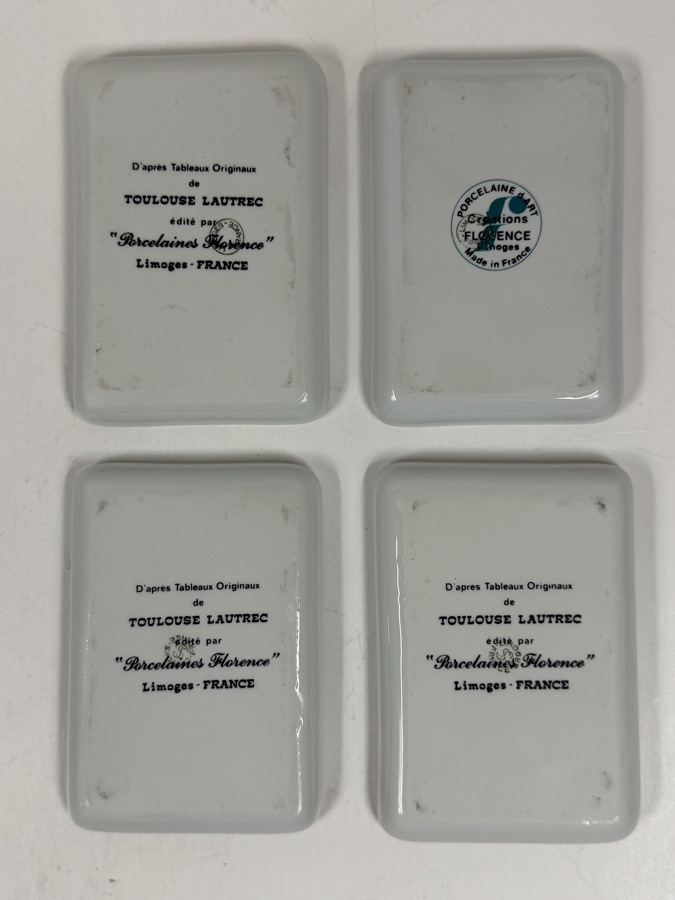 D'après Tableaux Originaux
de
TOULOUSE LAUTREC
édité par
"Porcelaines Florence"
Limoges - FRANCE
PORCELAINE d'ART
Créations
FLORENCE
Limoges
Made in France
D'après Tableaux Originaux
de
TOULOUSE LAUTREC
édité par
"Porcelaines Florence"
Limoges - FRANCE
D'après Tableaux Originaux
de
TOULOUSE LAUTREC
édité par
"Porcelaines Florence"
Limoges - FRANCE